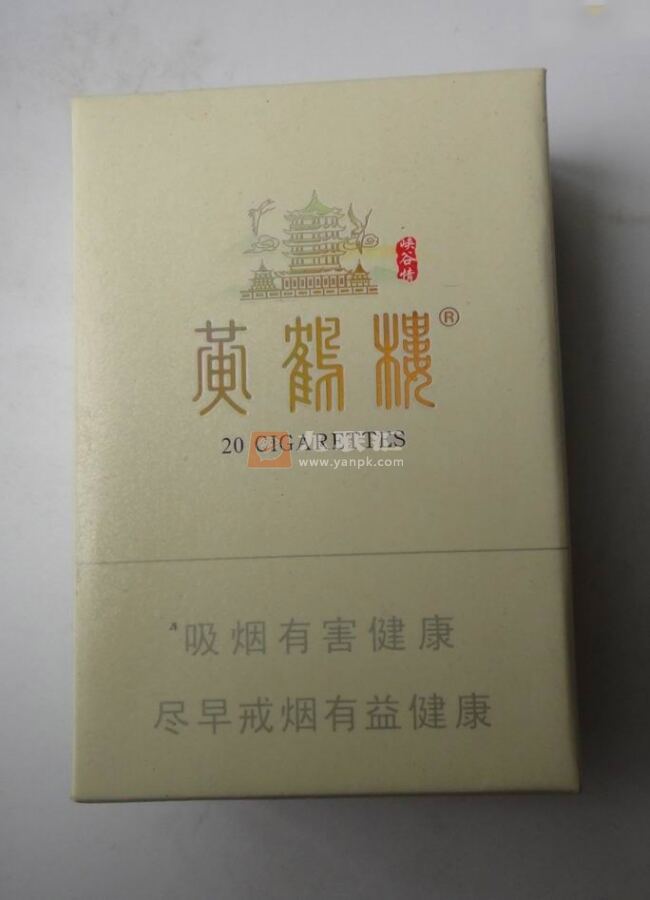 峡谷情
黄鹤楼®
20 CIGARETTES
www.yanpk.com
吸烟有害健康
尽早戒烟有益健康